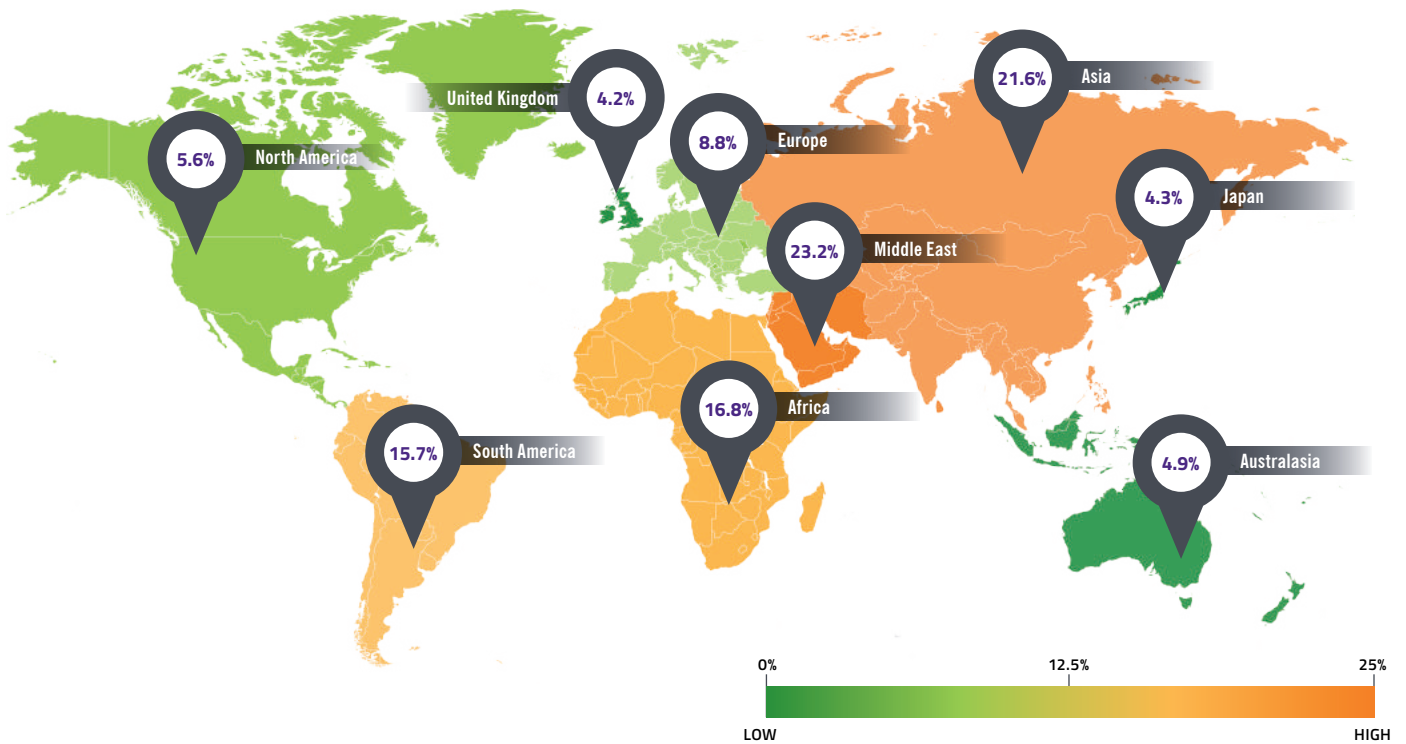 21.6%
Asia
United Kingdom
4.2%
8.8%
Europe
5.6%
North America
4.3%
Japan
23.2%
Middle East
16.8%
Africa
15.7%
South America
4.9%
Australasia
0%
12.5%
25%
LOW
HIGH